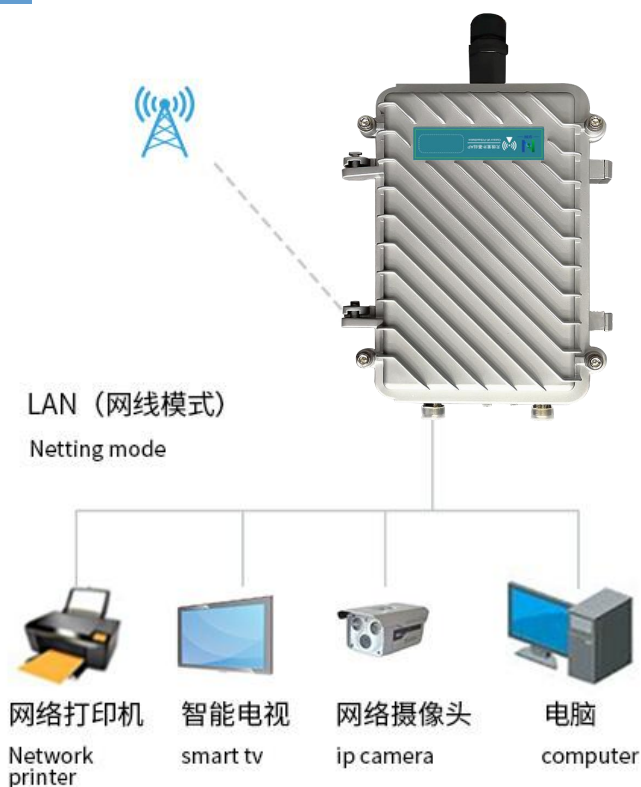 LAN（网线模式）
Netting mode
网络打印机
Network
printer
智能电视
smart tv
网络摄像头
ip camera
电脑
computer